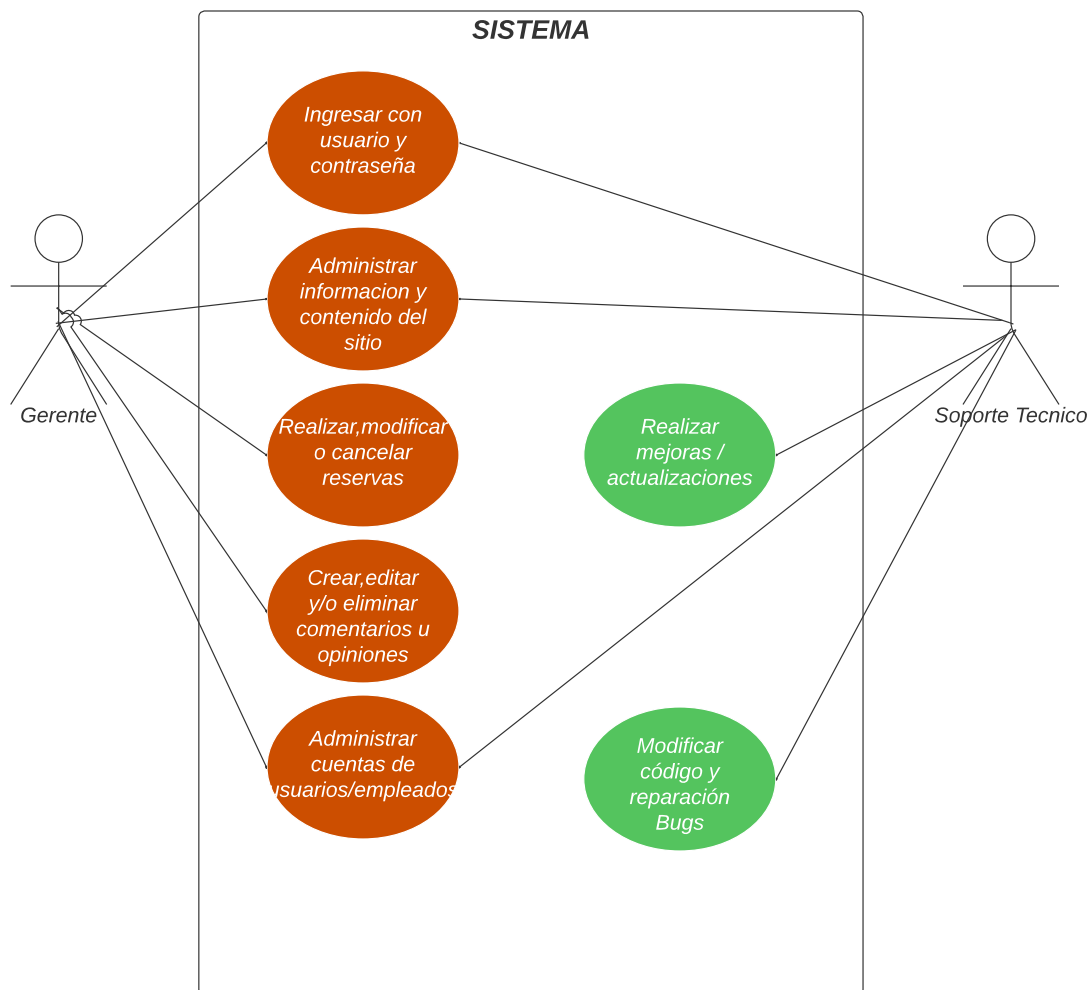 SISTEMA
Ingresar con
usuario y
contraseña
Administrar
informacion y
contenido del
sitio
Gerente
Soporte Tecnico
Realizar,modificar
o cancelar
reservas
Realizar
mejoras /
actualizaciones
Crear,editar
y/o eliminar
comentarios u
opiniones
Administrar
cuentas de
usuarios/empleados
Modificar
código y
reparación
Bugs